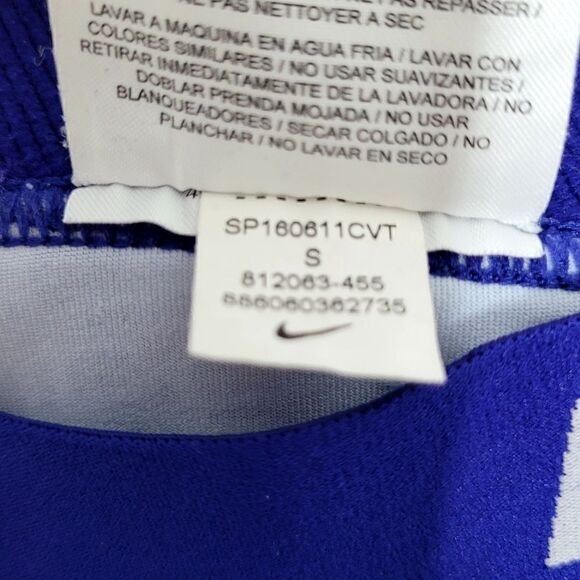 NE PAS NETTOYER A SEC
LAVAR A MAQUINA EN AGUA FRIA / LAVAR CON
COLORES SIMILARES / NO USAR SUAVIZANTES /
RETIRAR INMEDIATAMENTE DE LA LAVADORA / NO
DOBLAR PRENDA MOJADA / NO USAR
BLANQUEADORES / SECAR COLGADO / NO
PLANCHAR / NO LAVAR EN SECO
SP160611CVT
S
812063-455
886060362735